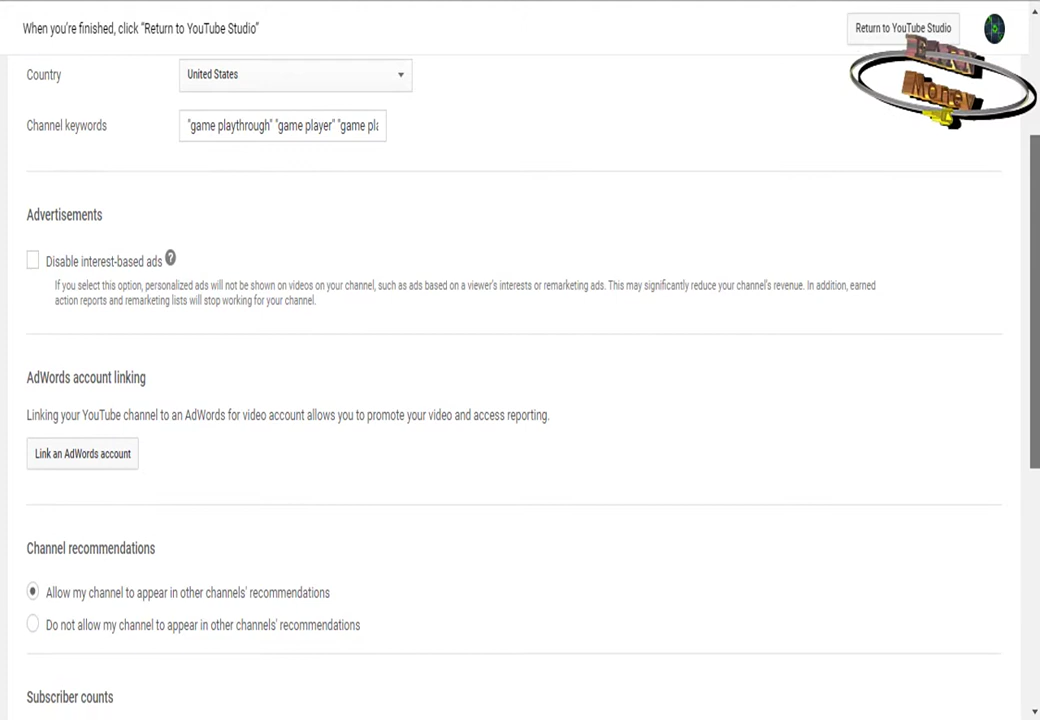 When you're finished, click "Return to YouTube Studio"
Return to YouTube Studio
Earn
Money
Country
United States
Channel keywords
"game playthrough" "game player" "game pla
Advertisements
Disable interest-based ads ?
If you select this option, personalized ads will not be shown on videos on your channel, such as ads based on a viewer's interests or remarketing ads. This may significantly reduce your channel's revenue. In addition, earned
action reports and remarketing lists will stop working for your channel.
AdWords account linking
Linking your YouTube channel to an AdWords for video account allows you to promote your video and access reporting.
Link an AdWords account
Channel recommendations
Allow my channel to appear in other channels' recommendations
Do not allow my channel to appear in other channels' recommendations
Subscriber counts